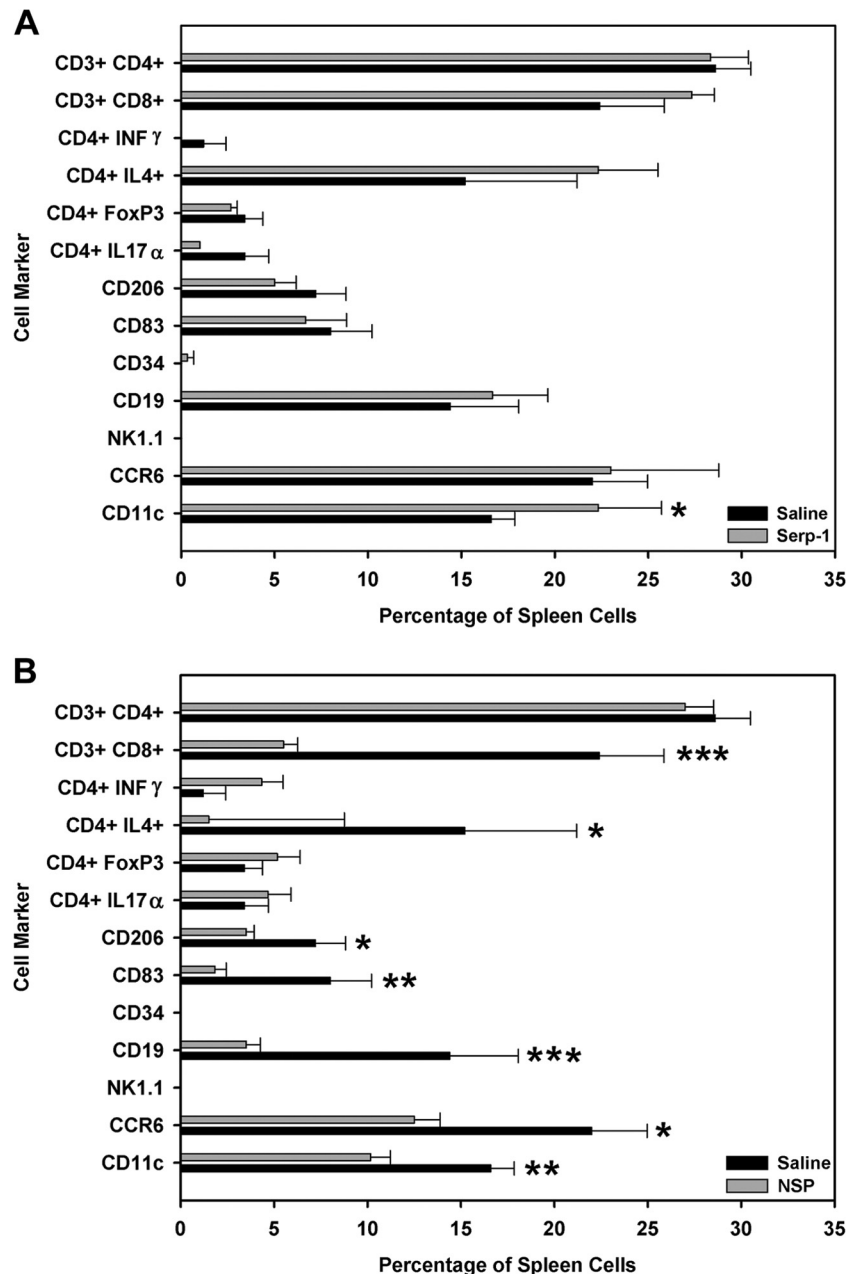 A
CD3+ CD4+
CD3+ CD8+
CD4+ INF γ
CD4+ IL4+
CD4+ FoxP3
CD4+ IL17 α
CD206
CD83
CD34
CD19
NK1.1
CCR6
CD11c
Cell Marker
*
Saline
Serp-1
0 5 10 15 20 25 30 35
Percentage of Spleen Cells
B
CD3+ CD4+
CD3+ CD8+
***
CD4+ INF γ
CD4+ IL4+
*
CD4+ FoxP3
CD4+ IL17 α
CD206
*
CD83
**
CD34
CD19
***
NK1.1
CCR6
*
CD11c
**
Cell Marker
Saline
NSP
0 5 10 15 20 25 30 35
Percentage of Spleen Cells